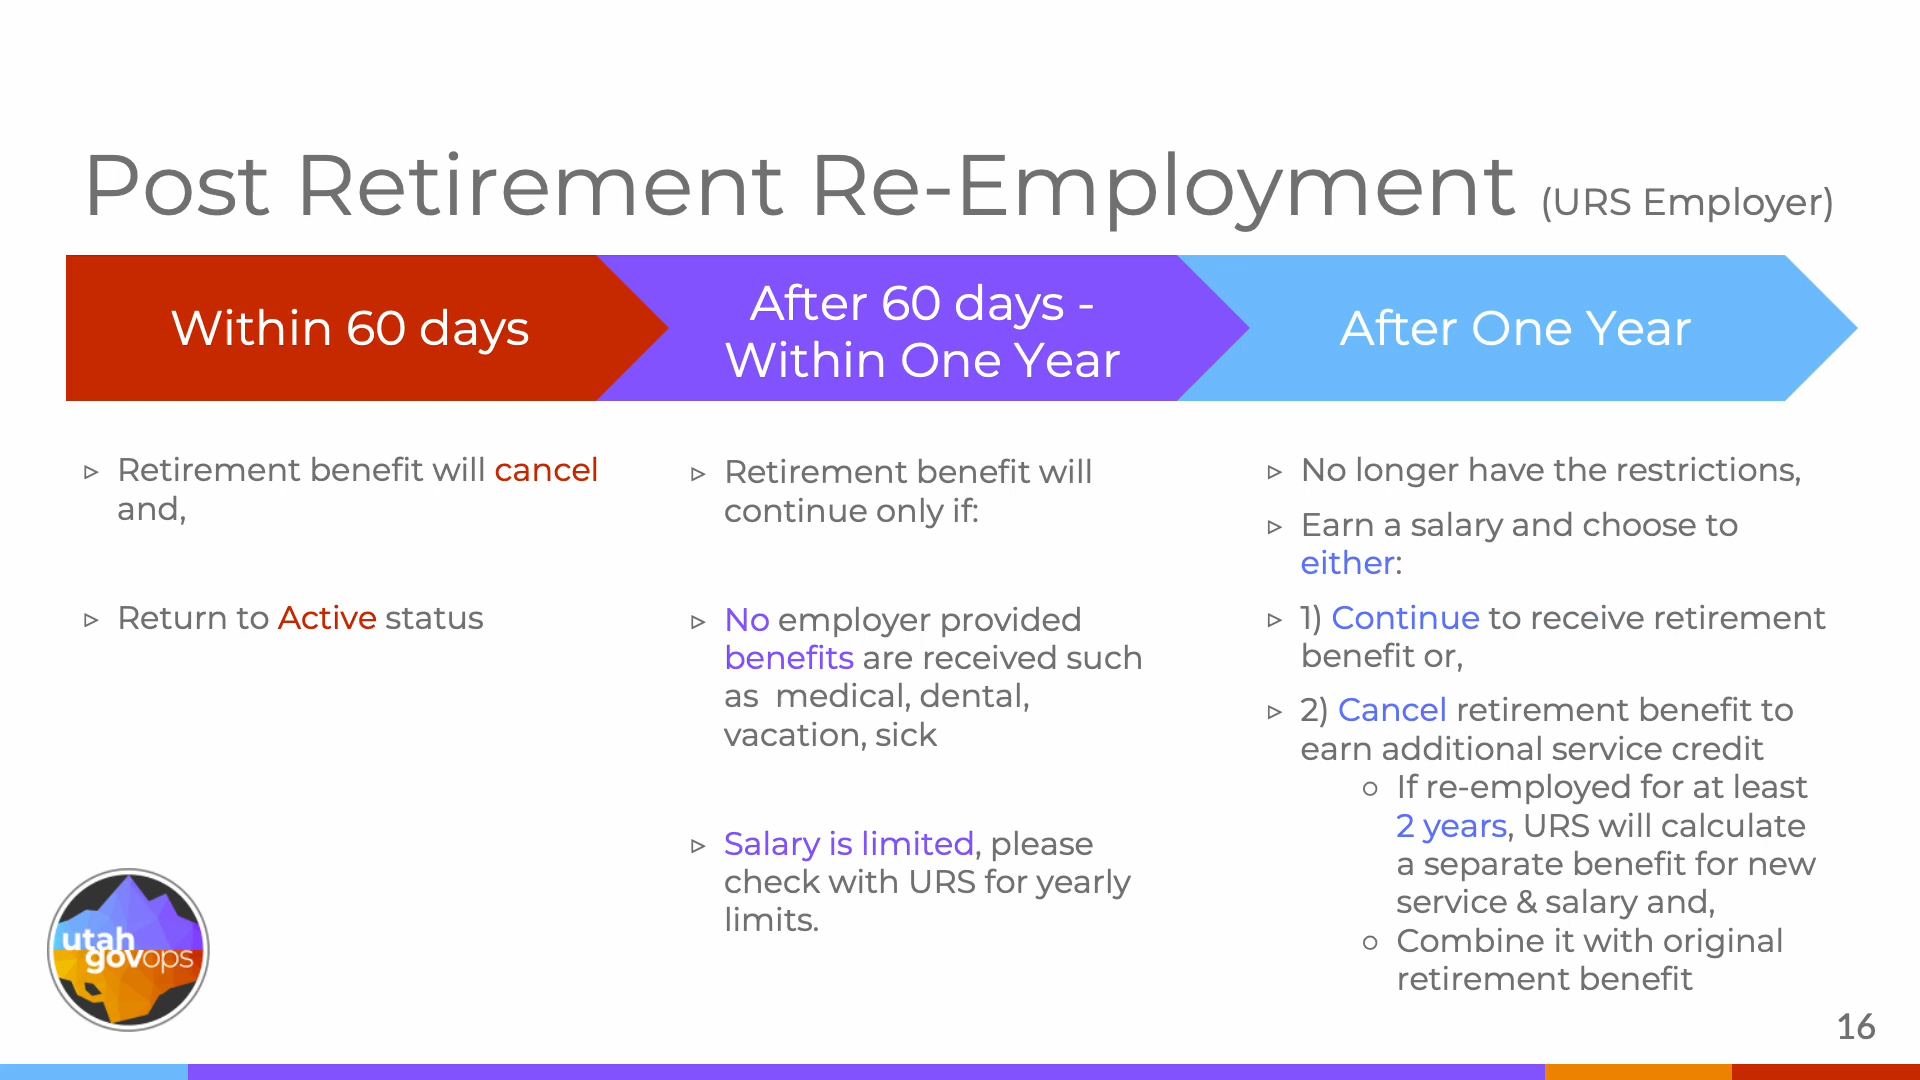 Post Retirement Re-Employment (URS Employer)
Within 60 days
After 60 days -
Within One Year
After One Year
▹ Retirement benefit will cancel
and,
▹ Return to Active status
▹ Retirement benefit will
continue only if:
▹ No employer provided
benefits are received such
as  medical, dental,
vacation, sick
▹ Salary is limited, please
check with URS for yearly
limits.
▹ No longer have the restrictions,
▹ Earn a salary and choose to
either:
▹ 1) Continue to receive retirement
benefit or,
▹ 2) Cancel retirement benefit to
earn additional service credit
○ If re-employed for at least
2 years, URS will calculate
a separate benefit for new
service & salary and,
○ Combine it with original
retirement benefit
utah
govops
16